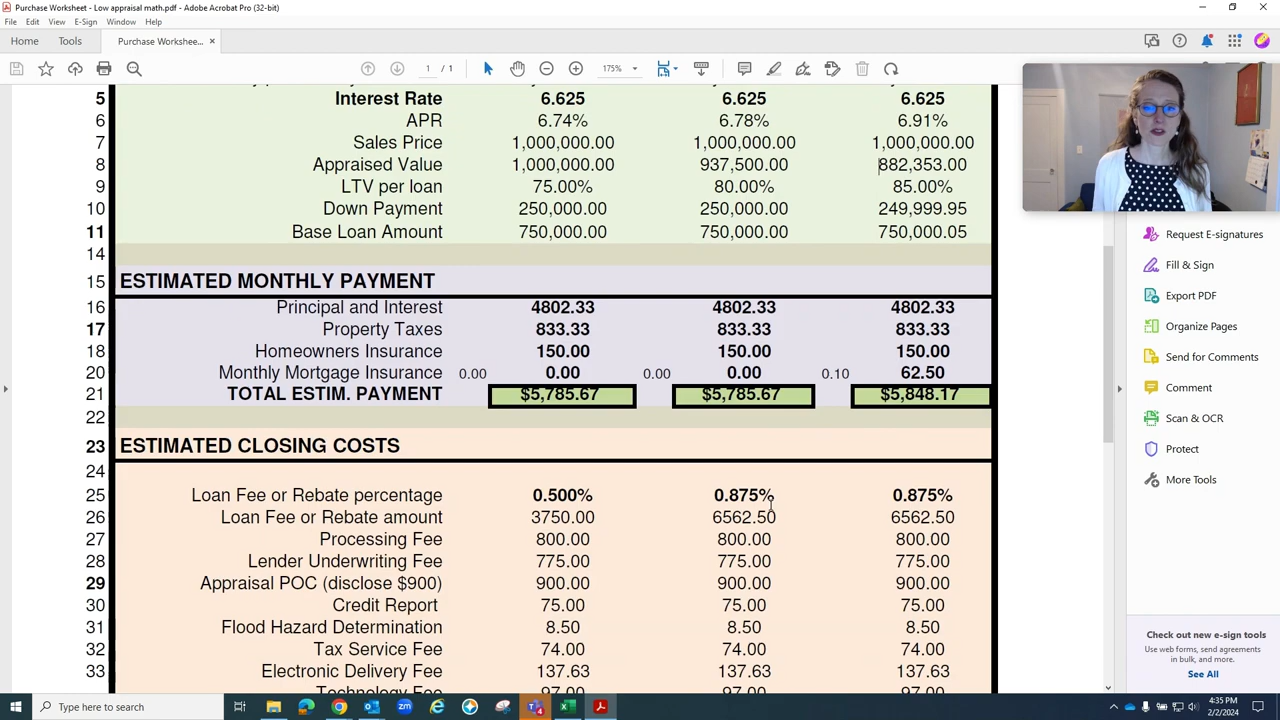 Purchase Worksheet - Low appraisal math.pdf - Adobe Acrobat Pro (32-bit)
File Edit View E-Sign Window Help
Home Tools Purchase Workshee... ×
1 / 1 175%
5 Interest Rate 6.625 6.625 6.625
6 APR 6.74% 6.78% 6.91%
7 Sales Price 1,000,000.00 1,000,000.00 1,000,000.00
8 Appraised Value 1,000,000.00 937,500.00 882,353.00
9 LTV per loan 75.00% 80.00% 85.00%
10 Down Payment 250,000.00 250,000.00 249,999.95
11 Base Loan Amount 750,000.00 750,000.00 750,000.05
14
15 ESTIMATED MONTHLY PAYMENT
16 Principal and Interest 4802.33 4802.33 4802.33
17 Property Taxes 833.33 833.33 833.33
18 Homeowners Insurance 150.00 150.00 150.00
20 Monthly Mortgage Insurance 0.00 0.00 0.00 0.00 0.10 62.50
21 TOTAL ESTIM. PAYMENT $5,785.67 $5,785.67 $5,848.17
22
23 ESTIMATED CLOSING COSTS
24
25 Loan Fee or Rebate percentage 0.500% 0.875% 0.875%
26 Loan Fee or Rebate amount 3750.00 6562.50 6562.50
27 Processing Fee 800.00 800.00 800.00
28 Lender Underwriting Fee 775.00 775.00 775.00
29 Appraisal POC (disclose $900) 900.00 900.00 900.00
30 Credit Report 75.00 75.00 75.00
31 Flood Hazard Determination 8.50 8.50 8.50
32 Tax Service Fee 74.00 74.00 74.00
33 Electronic Delivery Fee 137.63 137.63 137.63
Technology Fee 97.00 97.00 97.00
Request E-signatures
Fill & Sign
Export PDF
Organize Pages
Send for Comments
Comment
Scan & OCR
Protect
More Tools
Check out new e-sign tools
Use web forms, send agreements
in bulk, and more.
See All
Type here to search
4:35 PM
2/2/2024